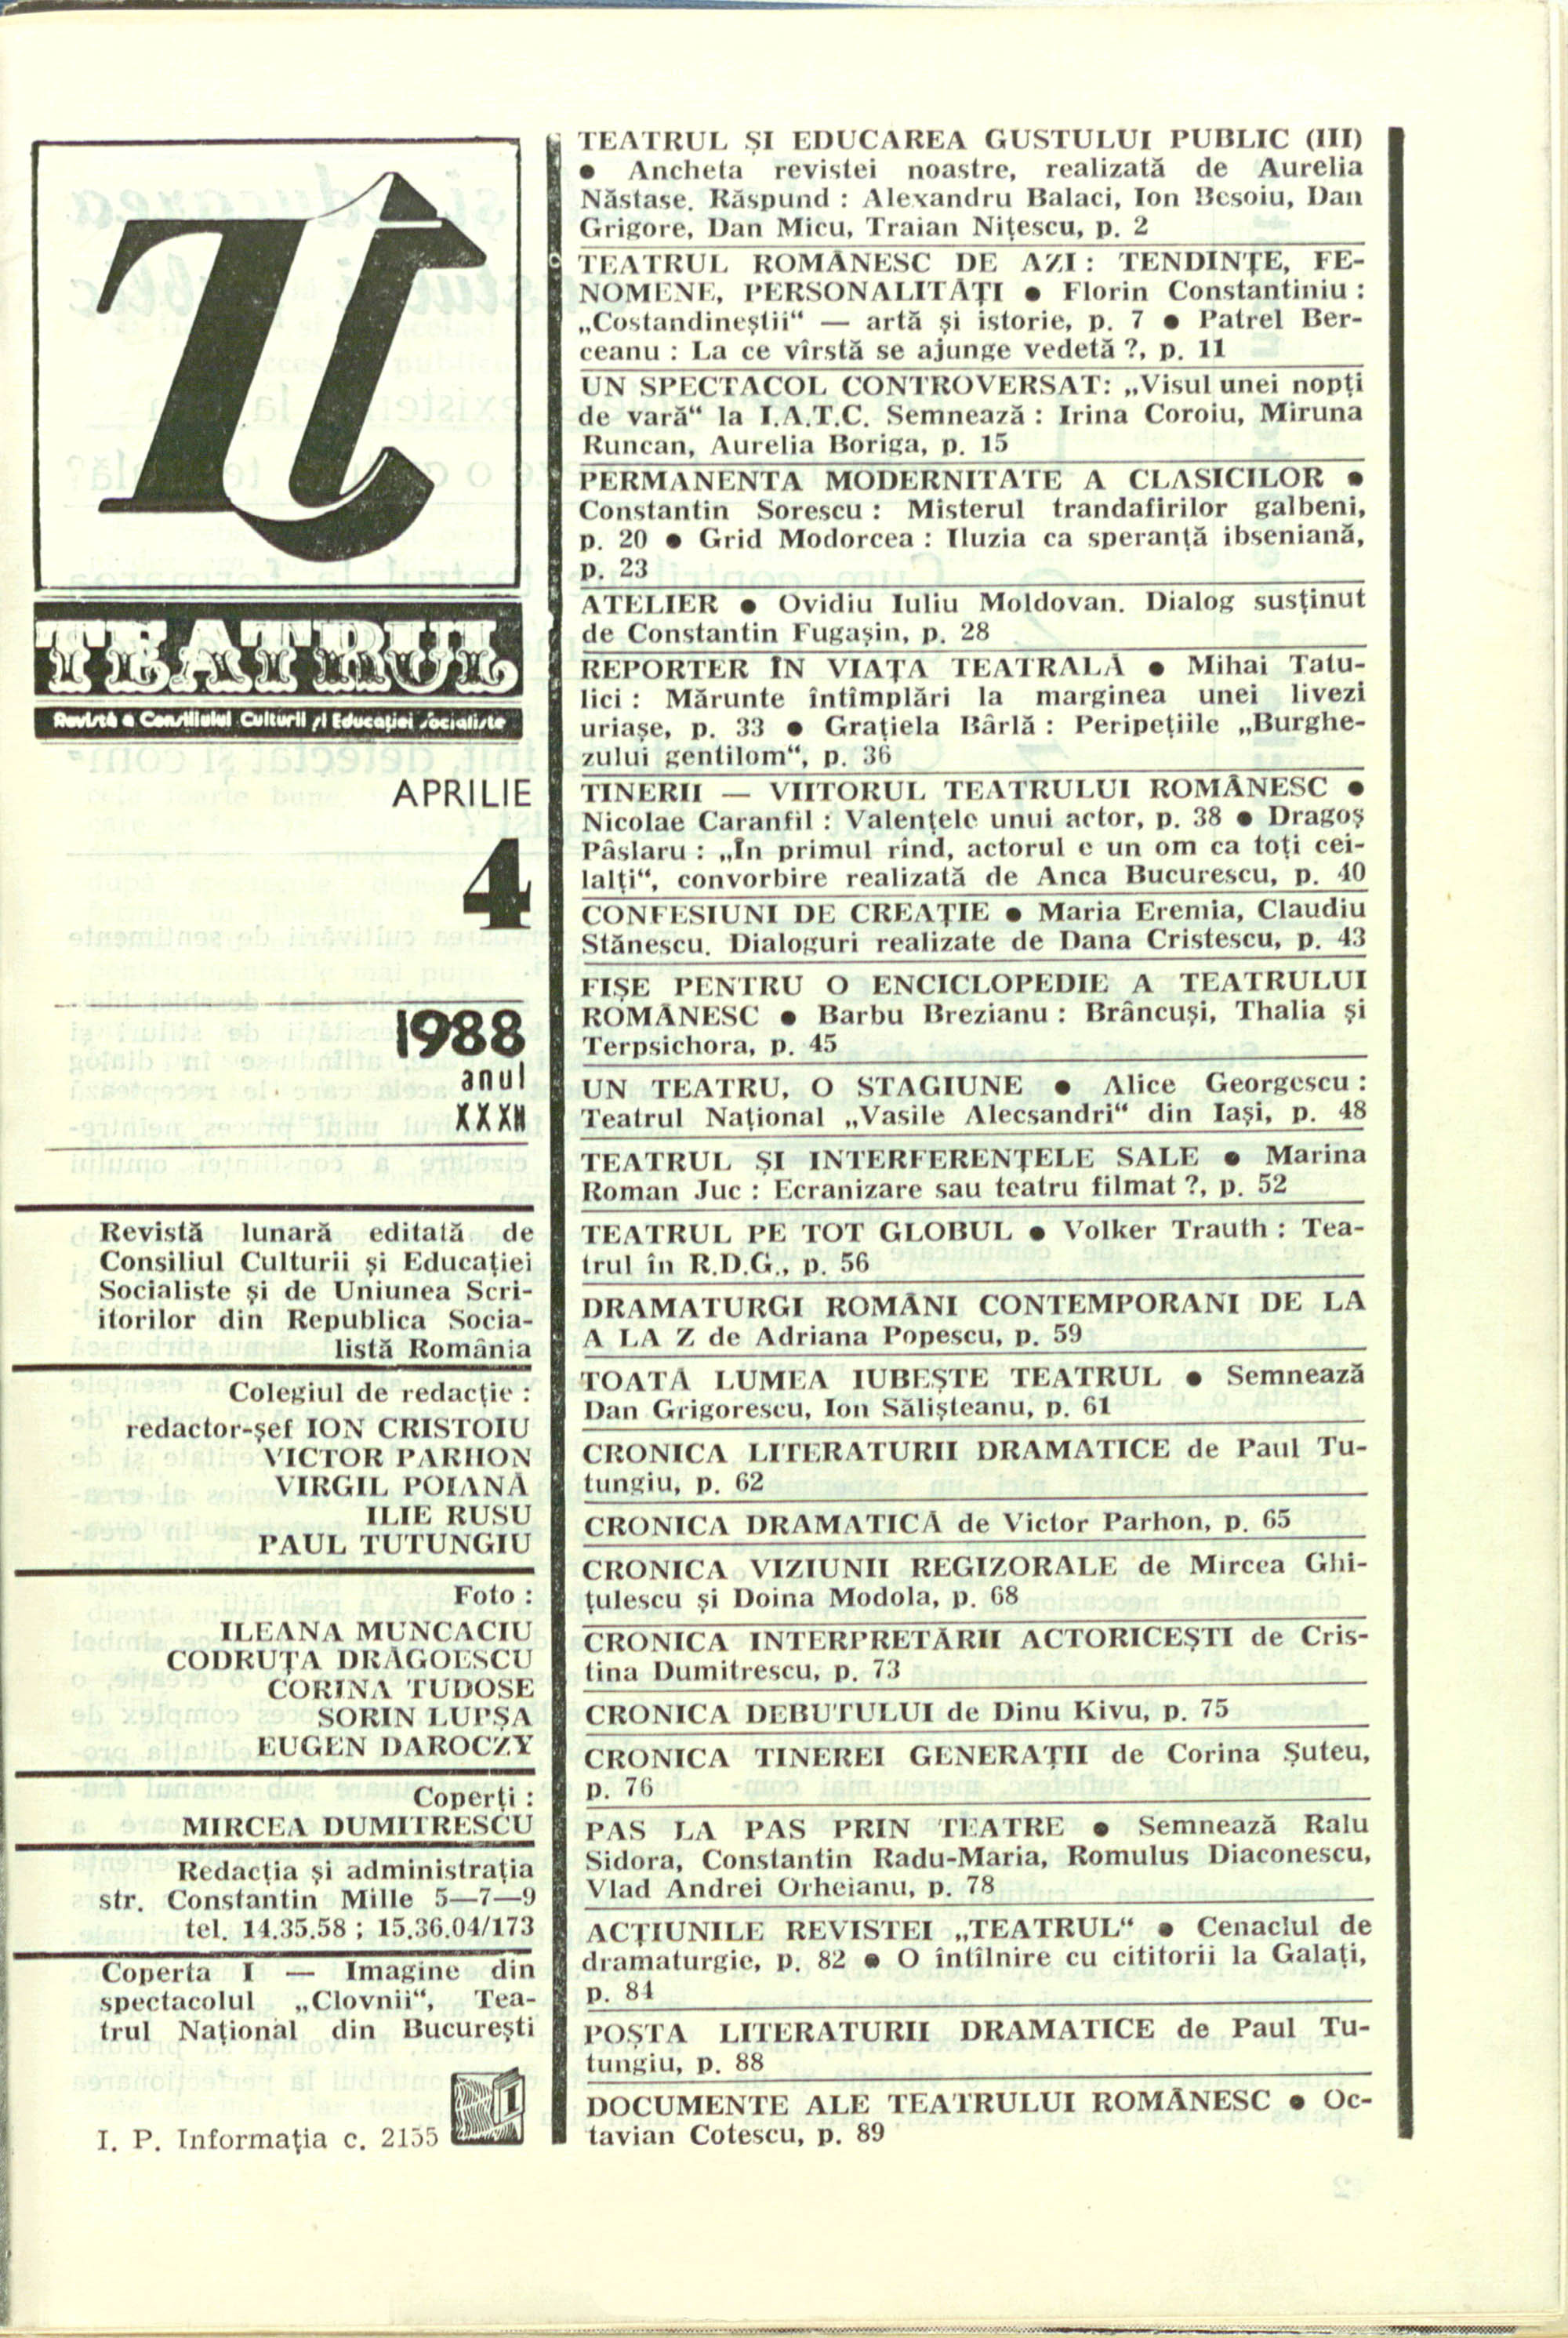 TEATRUL
Revistă a Consiliului Culturii și Educației Socialiste
APRILIE
4
1988
anul
XXXII
Revistă lunară editată de
Consiliul Culturii și Educației
Socialiste și de Uniunea Scri-
itorilor din Republica Socia-
listă România
Colegiul de redacție :
redactor-șef ION CRISTOIU
VICTOR PARHON
VIRGIL POIANĂ
ILIE RUSU
PAUL TUTUNGIU
Foto :
ILEANA MUNCACIU
CODRUȚA DRĂGOESCU
CORINA TUDOSE
SORIN LUPȘA
EUGEN DAROCZY
Coperți :
MIRCEA DUMITRESCU
Redacția și administrația
str. Constantin Mille 5—7—9
tel. 14.35.58 ; 15.36.04/173
Coperta I — Imagine din
spectacolul „Clovnii“, Tea-
trul Național din București
I. P. Informația c. 2155
TEATRUL ȘI EDUCAREA GUSTULUI PUBLIC (III)
● Ancheta revistei noastre, realizată de Aurelia
Năstase. Răspund : Alexandru Balaci, Ion Besoiu, Dan
Grigore, Dan Micu, Traian Nițescu, p. 2
TEATRUL ROMÂNESC DE AZI : TENDINȚE, FE-
NOMENE, PERSONALITĂȚI ● Florin Constantiniu :
„Costandineștii“ — artă și istorie, p. 7 ● Patrel Ber-
ceanu : La ce vîrstă se ajunge vedetă ?, p. 11
UN SPECTACOL CONTROVERSAT: „Visul unei nopți
de vară“ la I.A.T.C. Semnează : Irina Coroiu, Miruna
Runcan, Aurelia Boriga, p. 15
PERMANENTA MODERNITATE A CLASICILOR ●
Constantin Sorescu : Misterul trandafirilor galbeni,
p. 20 ● Grid Modorcea : Iluzia ca speranță ibseniană,
p. 23
ATELIER ● Ovidiu Iuliu Moldovan. Dialog susținut
de Constantin Fugașin, p. 28
REPORTER ÎN VIAȚA TEATRALĂ ● Mihai Tatu-
lici : Mărunte întîmplări la marginea unei livezi
uriașe, p. 33 ● Grațiela Bârlă : Peripețiile „Burghe-
zului gentilom“, p. 36
TINERII — VIITORUL TEATRULUI ROMÂNESC ●
Nicolae Caranfil : Valențele unui actor, p. 38 ● Dragoș
Pâslaru : „În primul rînd, actorul e un om ca toți cei-
lalți“, convorbire realizată de Anca Bucurescu, p. 40
CONFESIUNI DE CREAȚIE ● Maria Eremia, Claudiu
Stănescu. Dialoguri realizate de Dana Cristescu, p. 43
FIȘE PENTRU O ENCICLOPEDIE A TEATRULUI
ROMÂNESC ● Barbu Brezianu : Brâncuși, Thalia și
Terpsichora, p. 45
UN TEATRU, O STAGIUNE ● Alice Georgescu :
Teatrul Național „Vasile Alecsandri“ din Iași, p. 48
TEATRUL ȘI INTERFERENȚELE SALE ● Marina
Roman Juc : Ecranizare sau teatru filmat ?, p. 52
TEATRUL PE TOT GLOBUL ● Volker Trauth : Tea-
trul în R.D.G., p. 56
DRAMATURGI ROMÂNI CONTEMPORANI DE LA
A LA Z de Adriana Popescu, p. 59
TOATĂ LUMEA IUBEȘTE TEATRUL ● Semnează
Dan Grigorescu, Ion Sălișteanu, p. 61
CRONICA LITERATURII DRAMATICE de Paul Tu-
tungiu, p. 62
CRONICA DRAMATICĂ de Victor Parhon, p. 65
CRONICA VIZIUNII REGIZORALE de Mircea Ghi-
țulescu și Doina Modola, p. 68
CRONICA INTERPRETĂRII ACTORICEȘTI de Cris-
tina Dumitrescu, p. 73
CRONICA DEBUTULUI de Dinu Kivu, p. 75
CRONICA TINEREI GENERAȚII de Corina Șuteu,
p. 76
PAS LA PAS PRIN TEATRE ● Semnează Ralu
Sidora, Constantin Radu-Maria, Romulus Diaconescu,
Vlad Andrei Orheianu, p. 78
ACȚIUNILE REVISTEI „TEATRUL“ ● Cenaclul de
dramaturgie, p. 82 ● O întîlnire cu cititorii la Galați,
p. 84
POȘTA LITERATURII DRAMATICE de Paul Tu-
tungiu, p. 88
DOCUMENTE ALE TEATRULUI ROMÂNESC ● Oc-
tavian Cotescu, p. 89